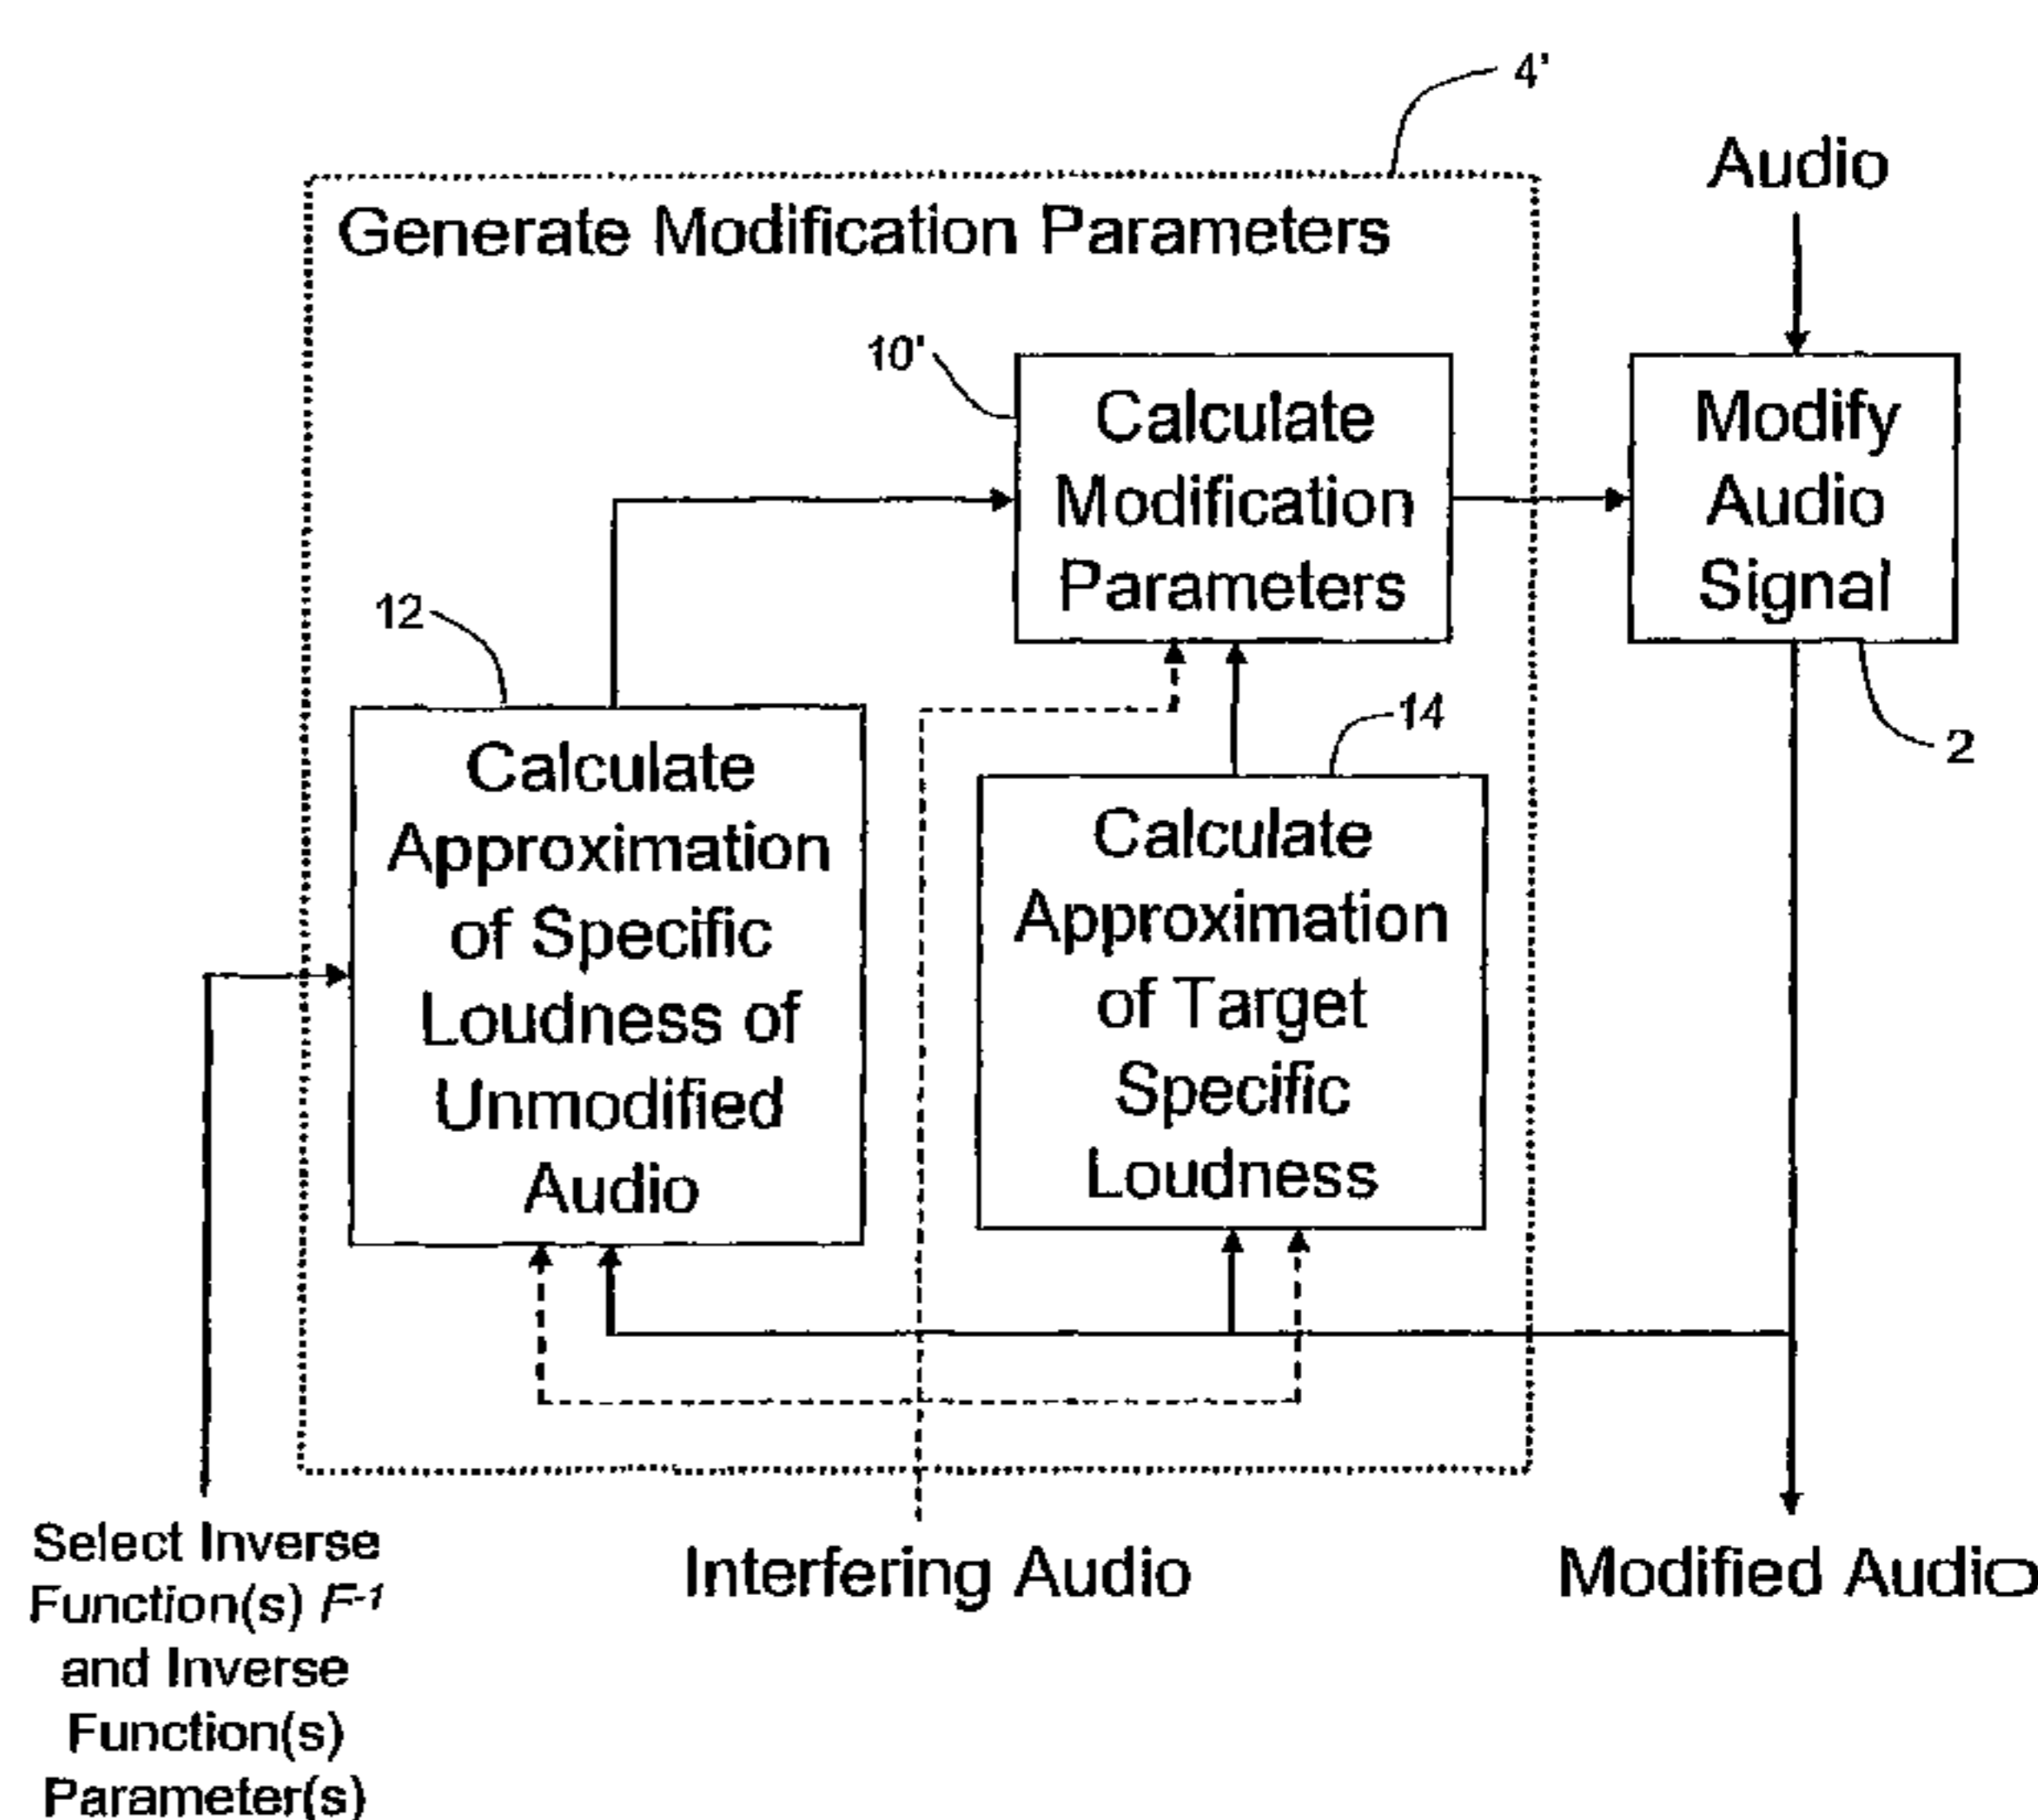 4'
Audio
Generate Modification Parameters
10'
Calculate
Modification
Parameters
Modify
Audio
Signal
12
14
2
Calculate
Approximation
of Specific
Loudness of
Unmodified
Audio
Calculate
Approximation
of Target
Specific
Loudness
Select Inverse
Function(s) F-1
and Inverse
Function(s)
Parameter(s)
Interfering Audio
Modified Audio